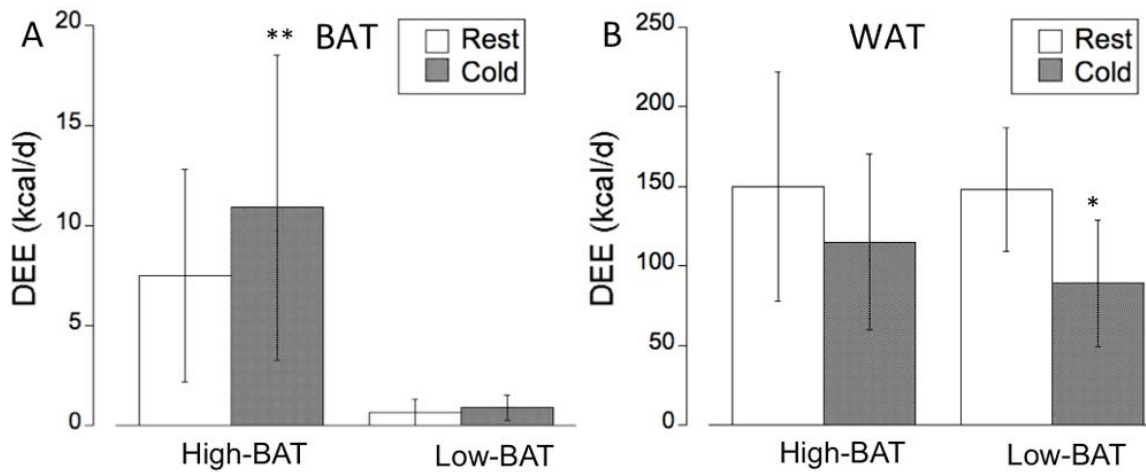 A
BAT
**
Rest
Cold
DEE (kcal/d)
20
15
10
5
0
High-BAT
Low-BAT
B
WAT
Rest
Cold
DEE (kcal/d)
250
200
150
100
50
0
*
High-BAT
Low-BAT